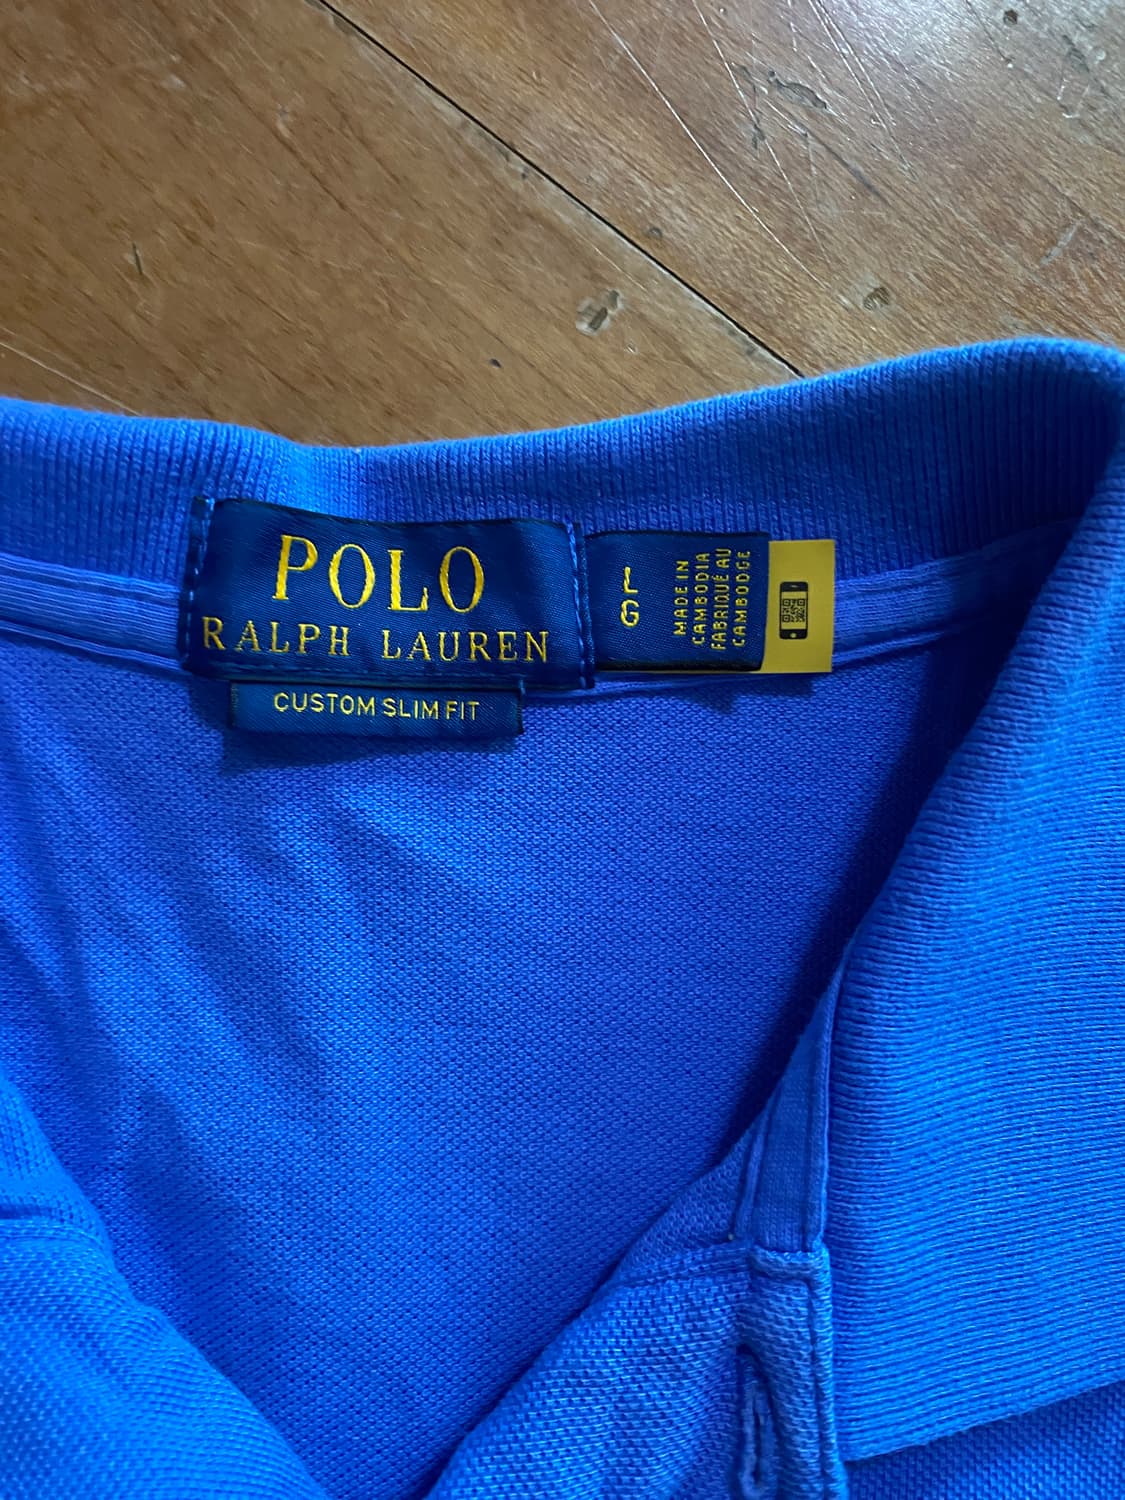 POLO
RALPH LAUREN
CUSTOM SLIM FIT
L
G
MADE IN
CAMBODIA
FABRIQUÉ AU
CAMBODGE